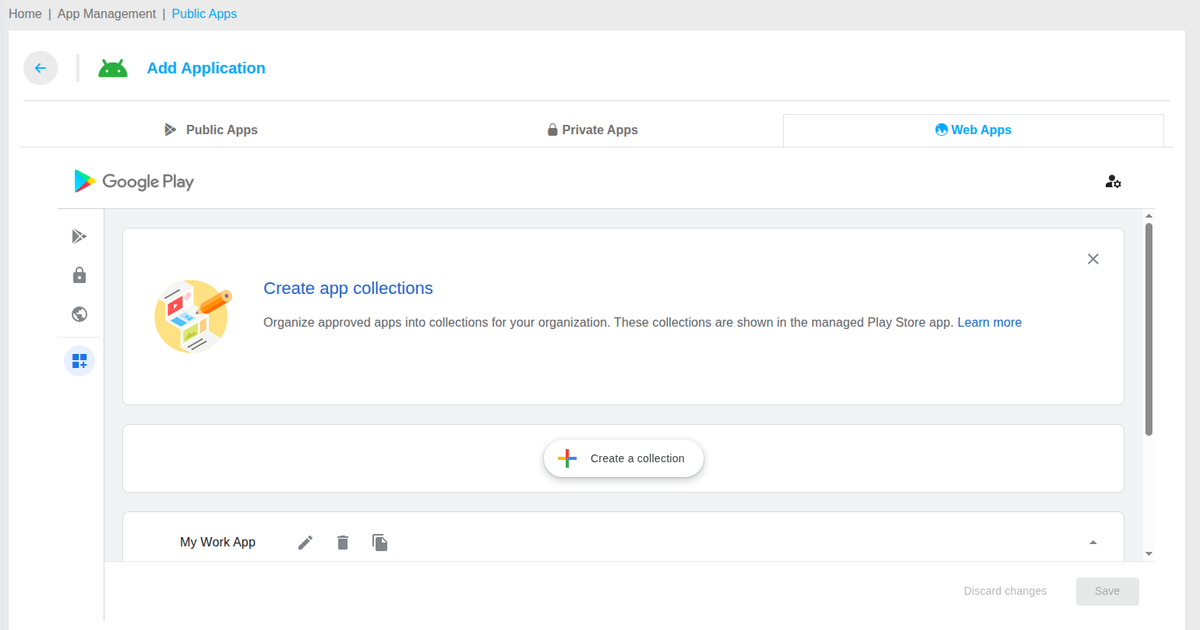 Home | App Management | Public Apps
Add Application
Public Apps
Private Apps
Web Apps
Google Play
Create app collections
Organize approved apps into collections for your organization. These collections are shown in the managed Play Store app. Learn more
Create a collection
My Work App
Discard changes
Save